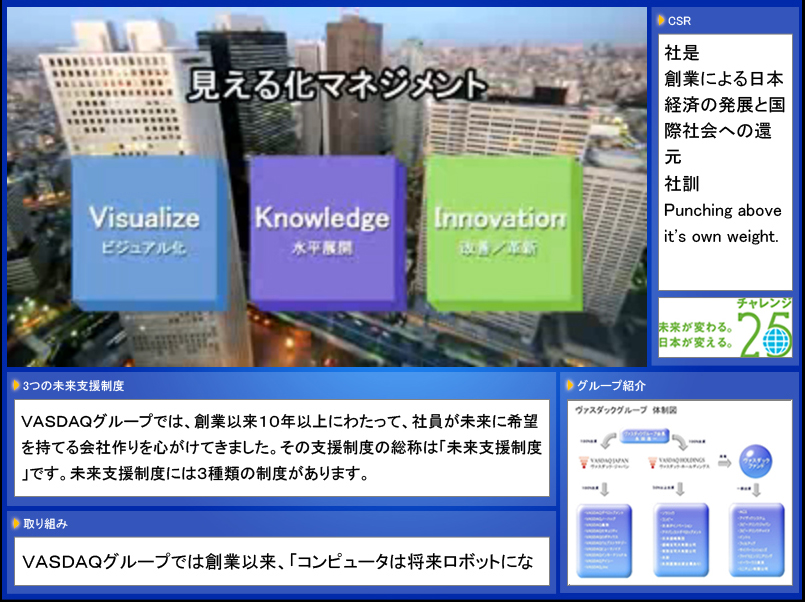 見える化マネジメント
Visualize
ビジュアル化
Knowledge
水平展開
Innovation
改善／革新
CSR
社是
創業による日本
経済の発展と国
際社会への還
元
社訓
Punching above
it's own weight.
チャレンジ
25
未来が変わる。
日本が変える。
3つの未来支援制度
VASDAQグループでは、創業以来10年以上にわたって、社員が未来に希望
を持てる会社作りを心がけてきました。その支援制度の総称は「未来支援制度
」です。未来支援制度には3種類の制度があります。
取り組み
VASDAQグループでは創業以来、「コンピュータは将来ロボットにな
グループ紹介
ヴァスダックグループ 体制図
VASDAQ JAPAN
ヴァスダック・ジャパン
VASDAQ HOLDINGS
ヴァスダック・ホールディングス
ヴァスダック
ファンド